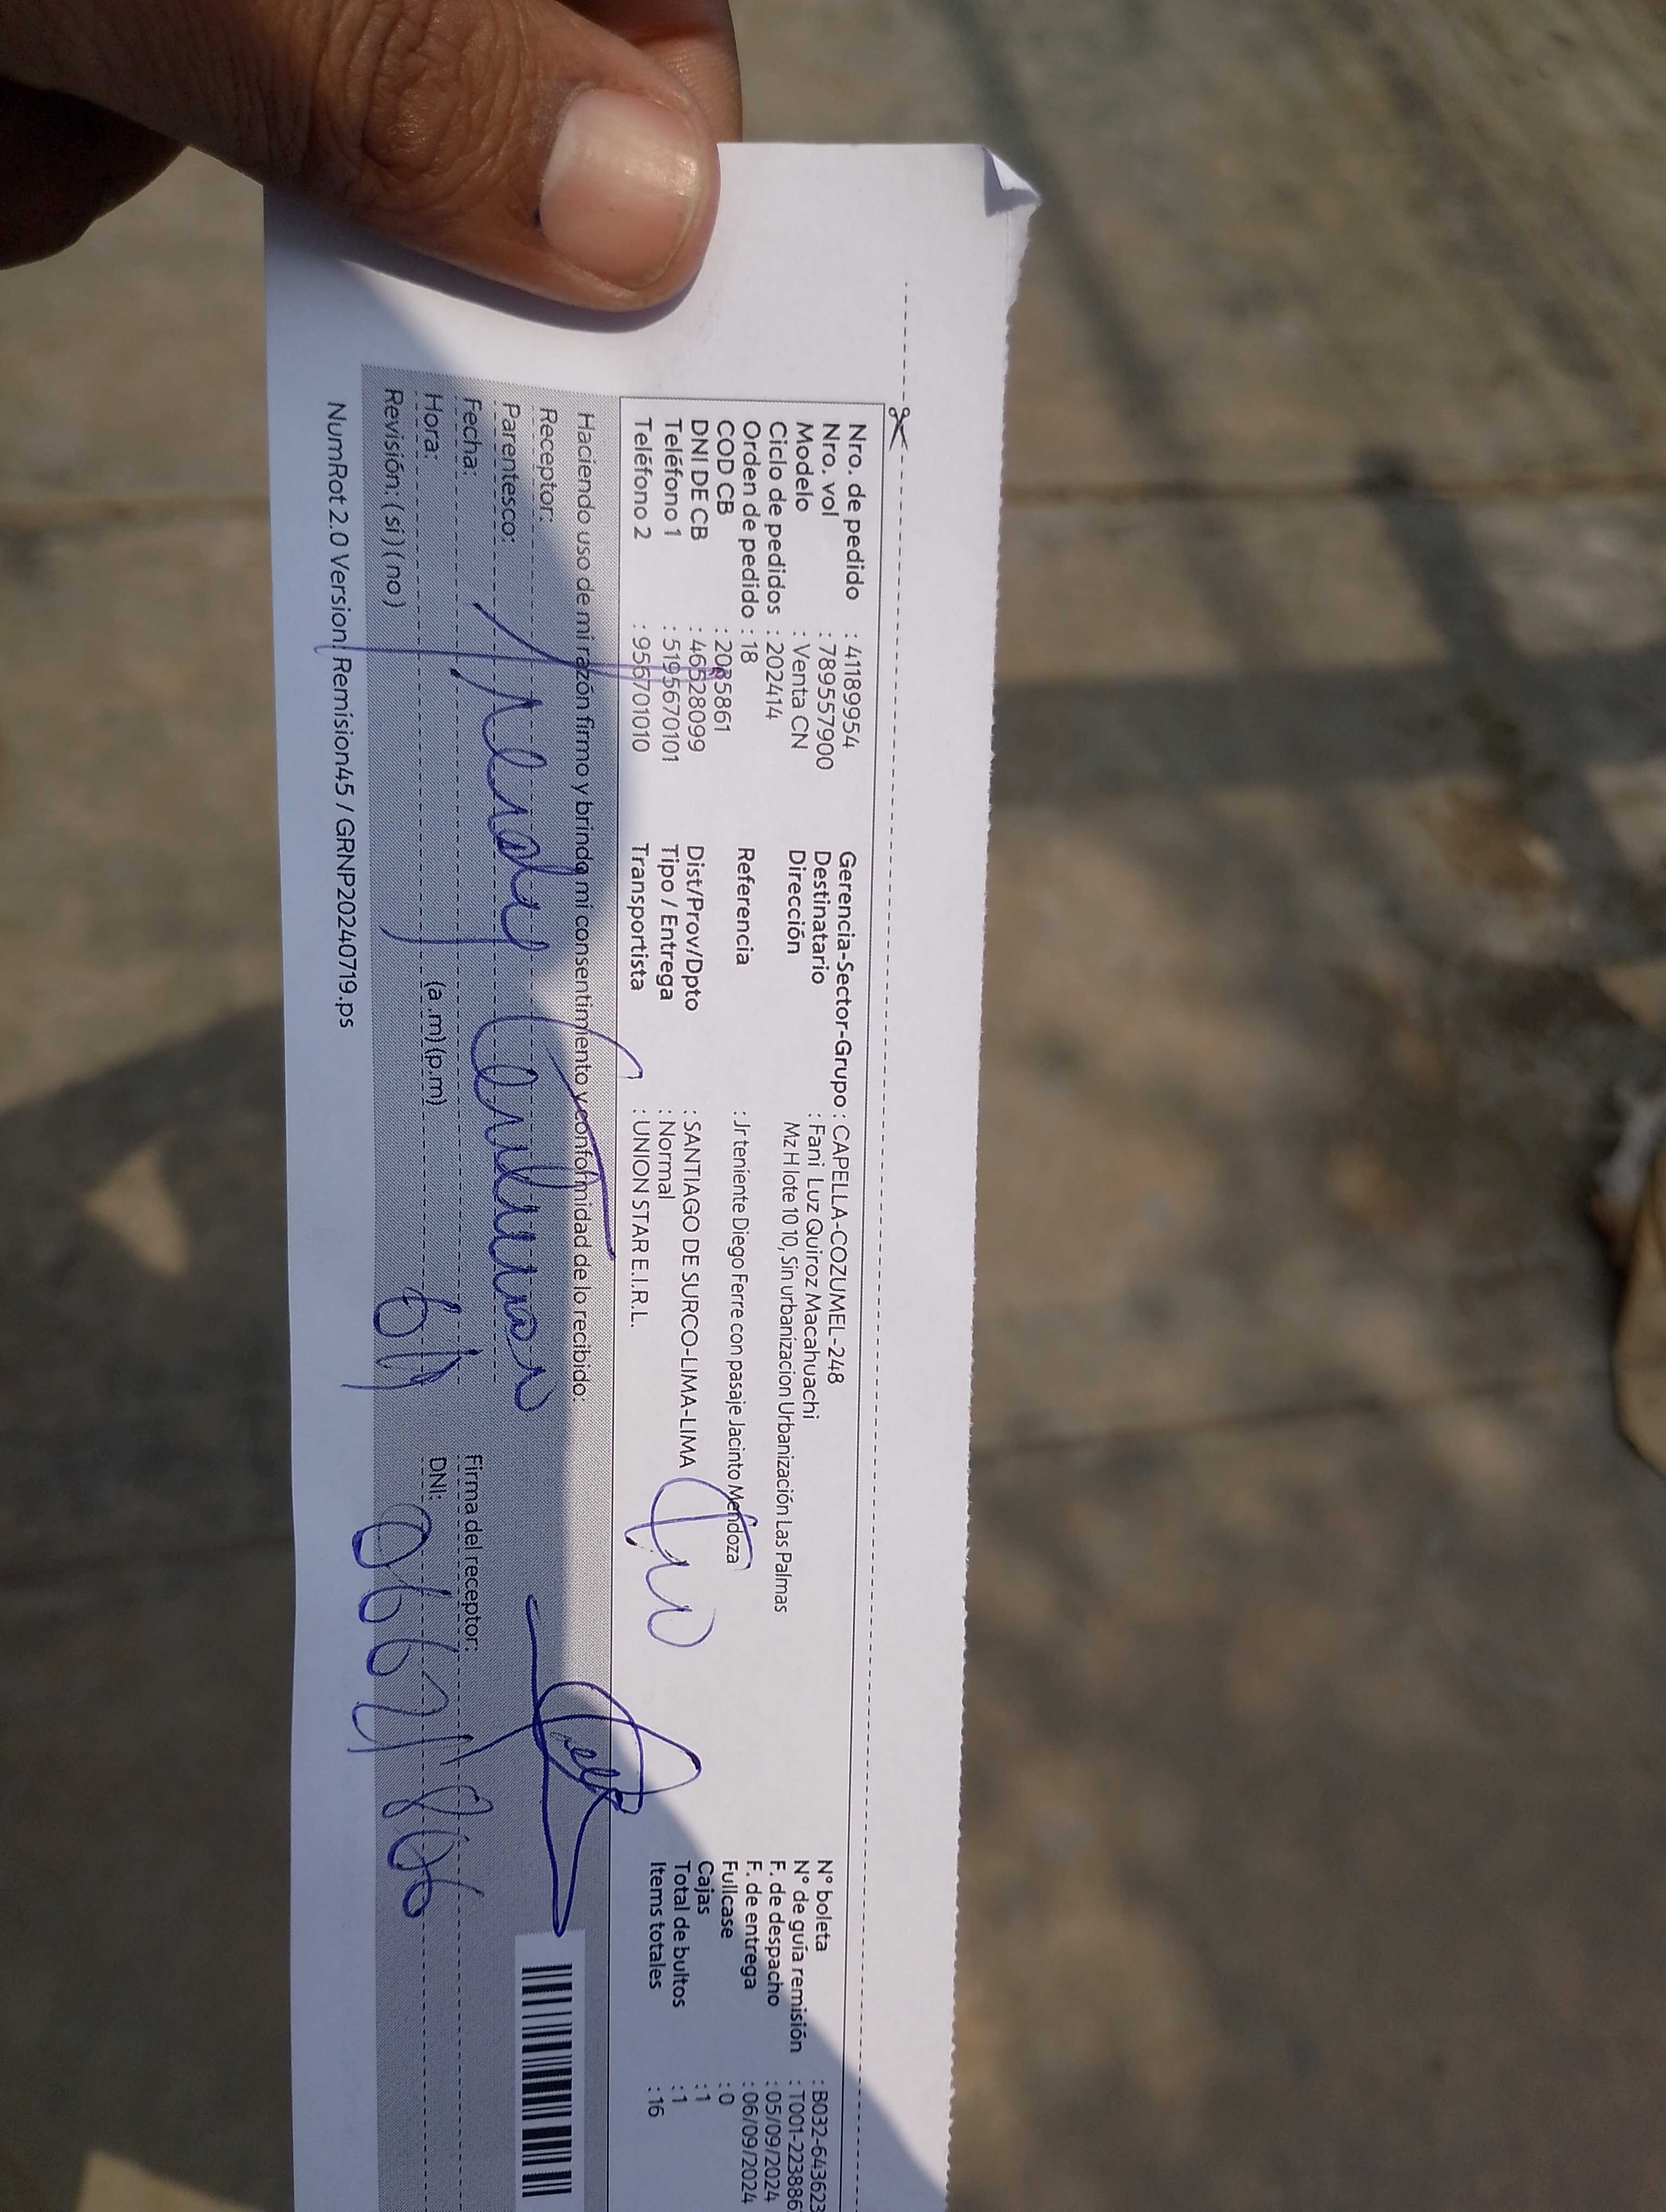 Nro. de pedido : 41189954
Nro. vol : 7895557900
Modelo : Venta CN
Ciclo de pedidos : 202414
Orden de pedido : 18
COD CB : 2085861
DNI DE CB : 46528099
Teléfono 1 : 5195670101
Teléfono 2 : 956701010
Gerencia-Sector-Grupo : CAPELLA-COZUMEL-248
Destinatario : Fani Luz Quiroz Macahuachi
Dirección Mz H lote 10 10, Sin urbanizacion Urbanización Las Palmas
Referencia : Jr teniente Diego Ferre con pasaje Jacinto Mendoza
Dist/Prov/Dpto : SANTIAGO DE SURCO-LIMA-LIMA
Tipo / Entrega : Normal
Transportista : UNION STAR E.I.R.L.
N° boleta : B032-643623
N° de guía remisión : T001-223886
F. de despacho : 05/09/2024
F. de entrega : 06/09/2024
Fullcase : 0
Cajas : 1
Total de bultos : 1
Items totales : 16
Haciendo uso de mi razón firmo y brindo mi consentimiento y conformidad de lo recibido:
Receptor:
Parentesco:
Fecha:
Hora: (a.m) (p.m)
Revisión: ( si ) ( no )
Firma del receptor:
DNI:
NumRot 2.0 Version: Remision45 / GRNP20240719.ps